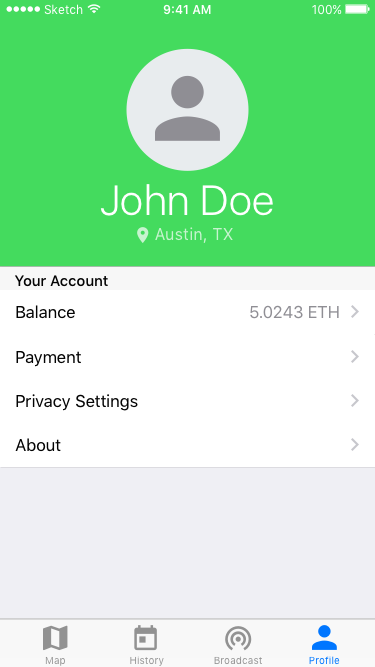 Sketch 9:41 AM 100%
John Doe
Austin, TX
Your Account
Balance 5.0243 ETH
Payment
Privacy Settings
About
Map History Broadcast Profile